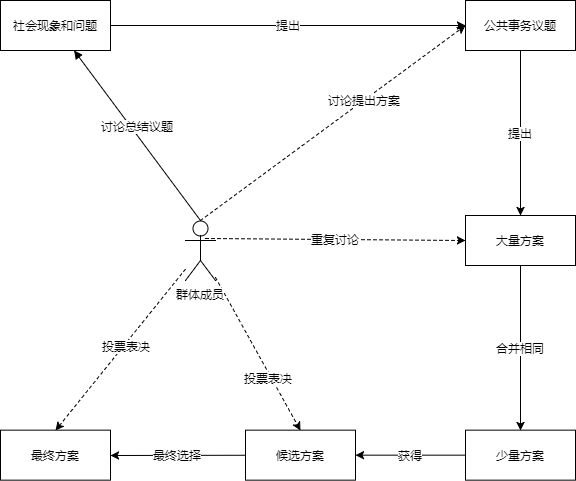 社会现象和问题
提出
公共事务议题
讨论提出方案
讨论总结议题
提出
重复讨论
大量方案
群体成员
投票表决
合并相同
投票表决
最终方案
最终选择
候选方案
获得
少量方案